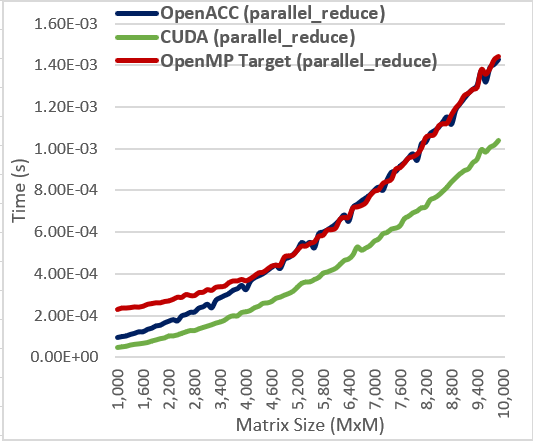 1.60E-03
1.40E-03
1.20E-03
1.00E-03
8.00E-04
6.00E-04
4.00E-04
2.00E-04
0.00E+00
Time (s)
OpenACC (parallel_reduce)
CUDA (parallel_reduce)
OpenMP Target (parallel_reduce)
1,000
1,600
2,200
2,800
3,400
4,000
4,600
5,200
5,800
6,400
7,000
7,600
8,200
8,800
9,400
10,000
Matrix Size (MxM)